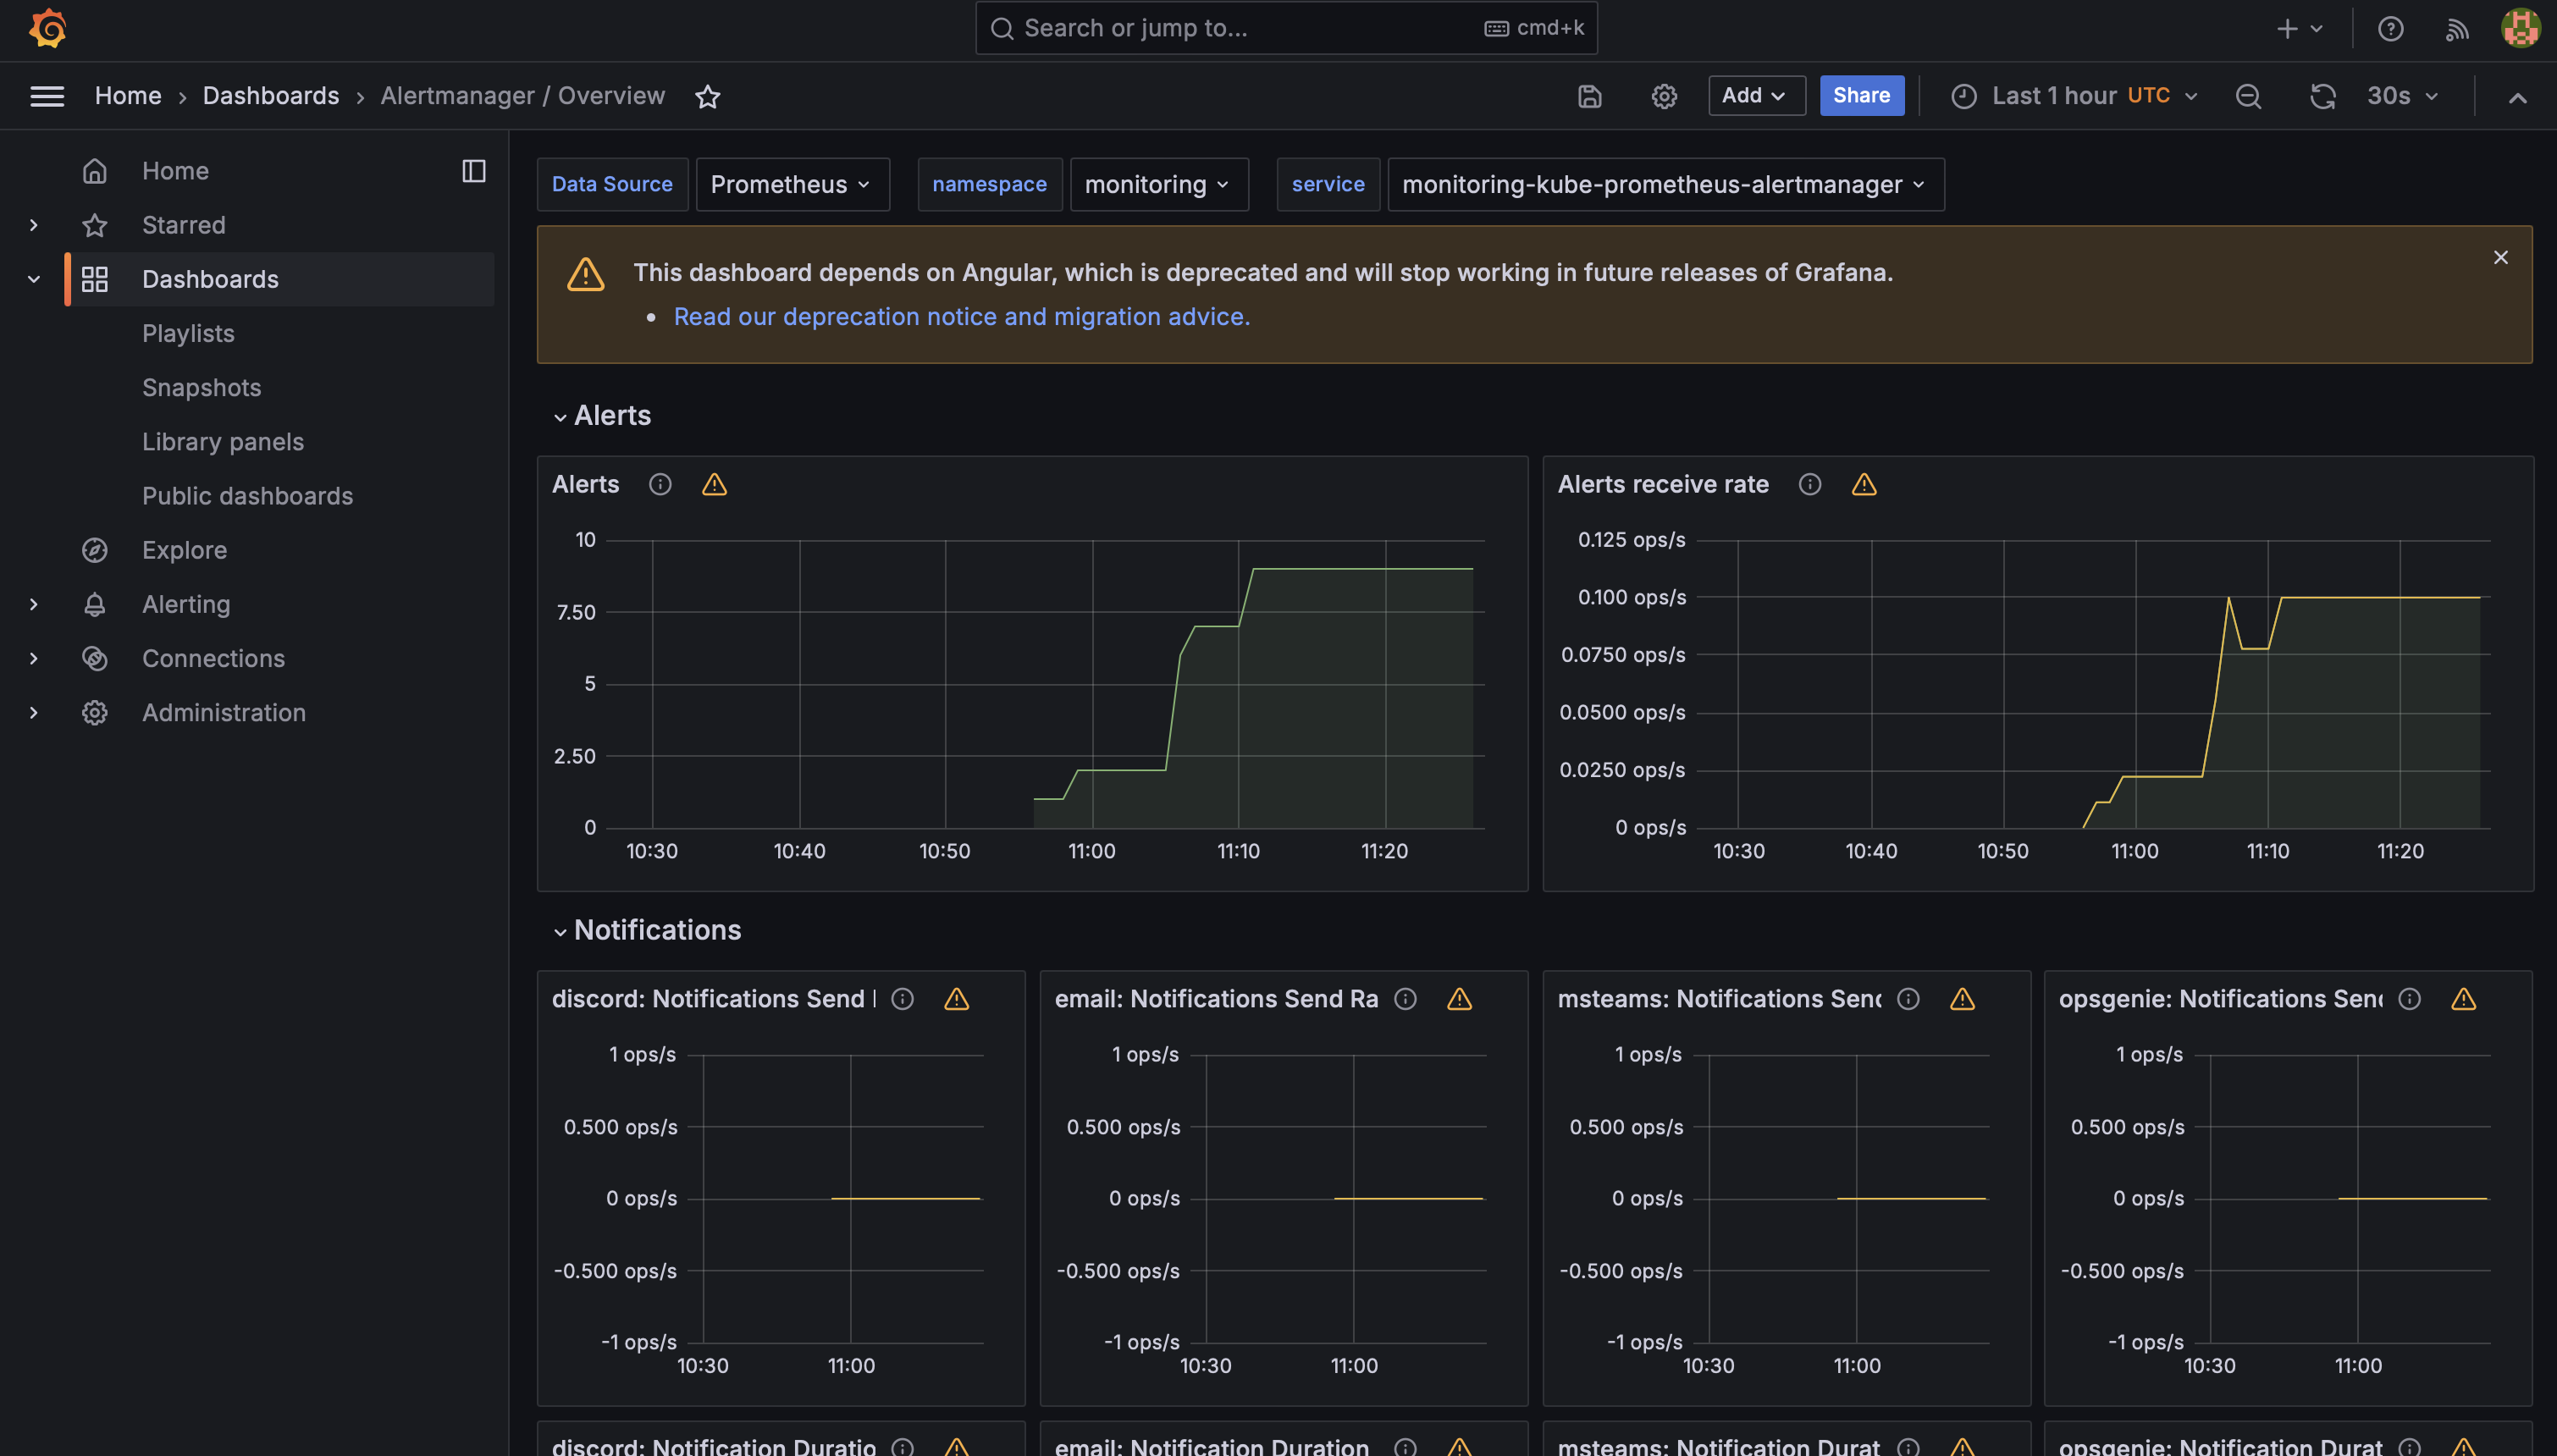 Search or jump to... cmd+k
Home › Dashboards › Alertmanager / Overview
Add Share Last 1 hour UTC 30s
Home
Starred
Dashboards
Playlists
Snapshots
Library panels
Public dashboards
Explore
Alerting
Connections
Administration
Data Source Prometheus namespace monitoring service monitoring-kube-prometheus-alertmanager
This dashboard depends on Angular, which is deprecated and will stop working in future releases of Grafana.
• Read our deprecation notice and migration advice.
Alerts
Alerts
10
7.50
5
2.50
0
10:30 10:40 10:50 11:00 11:10 11:20
Alerts receive rate
0.125 ops/s
0.100 ops/s
0.0750 ops/s
0.0500 ops/s
0.0250 ops/s
0 ops/s
10:30 10:40 10:50 11:00 11:10 11:20
Notifications
discord: Notifications Send
1 ops/s
0.500 ops/s
0 ops/s
-0.500 ops/s
-1 ops/s
10:30 11:00
email: Notifications Send Ra
1 ops/s
0.500 ops/s
0 ops/s
-0.500 ops/s
-1 ops/s
10:30 11:00
msteams: Notifications Send
1 ops/s
0.500 ops/s
0 ops/s
-0.500 ops/s
-1 ops/s
10:30 11:00
opsgenie: Notifications Send
1 ops/s
0.500 ops/s
0 ops/s
-0.500 ops/s
-1 ops/s
10:30 11:00
discord: Notification Duratio
email: Notification Duration
msteams: Notification Durat
opsgenie: Notification Durat